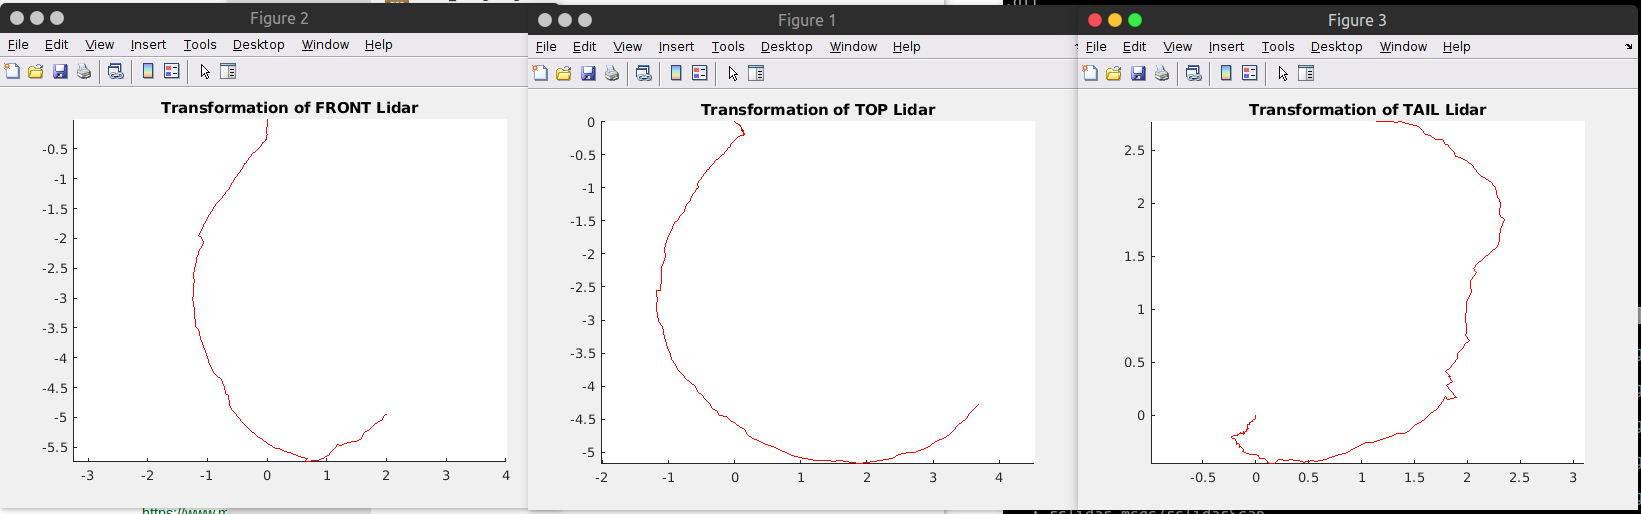 Figure 2
File Edit View Insert Tools Desktop Window Help
Transformation of FRONT Lidar
-0.5
-1
-1.5
-2
-2.5
-3
-3.5
-4
-4.5
-5
-5.5
-3 -2 -1 0 1 2 3 4
https://www.m
Figure 1
File Edit View Insert Tools Desktop Window Help
Transformation of TOP Lidar
0
-0.5
-1
-1.5
-2
-2.5
-3
-3.5
-4
-4.5
-5
-2 -1 0 1 2 3 4
Figure 3
File Edit View Insert Tools Desktop Window Help
Transformation of TAIL Lidar
2.5
2
1.5
1
0.5
0
-0.5 0 0.5 1 1.5 2 2.5 3